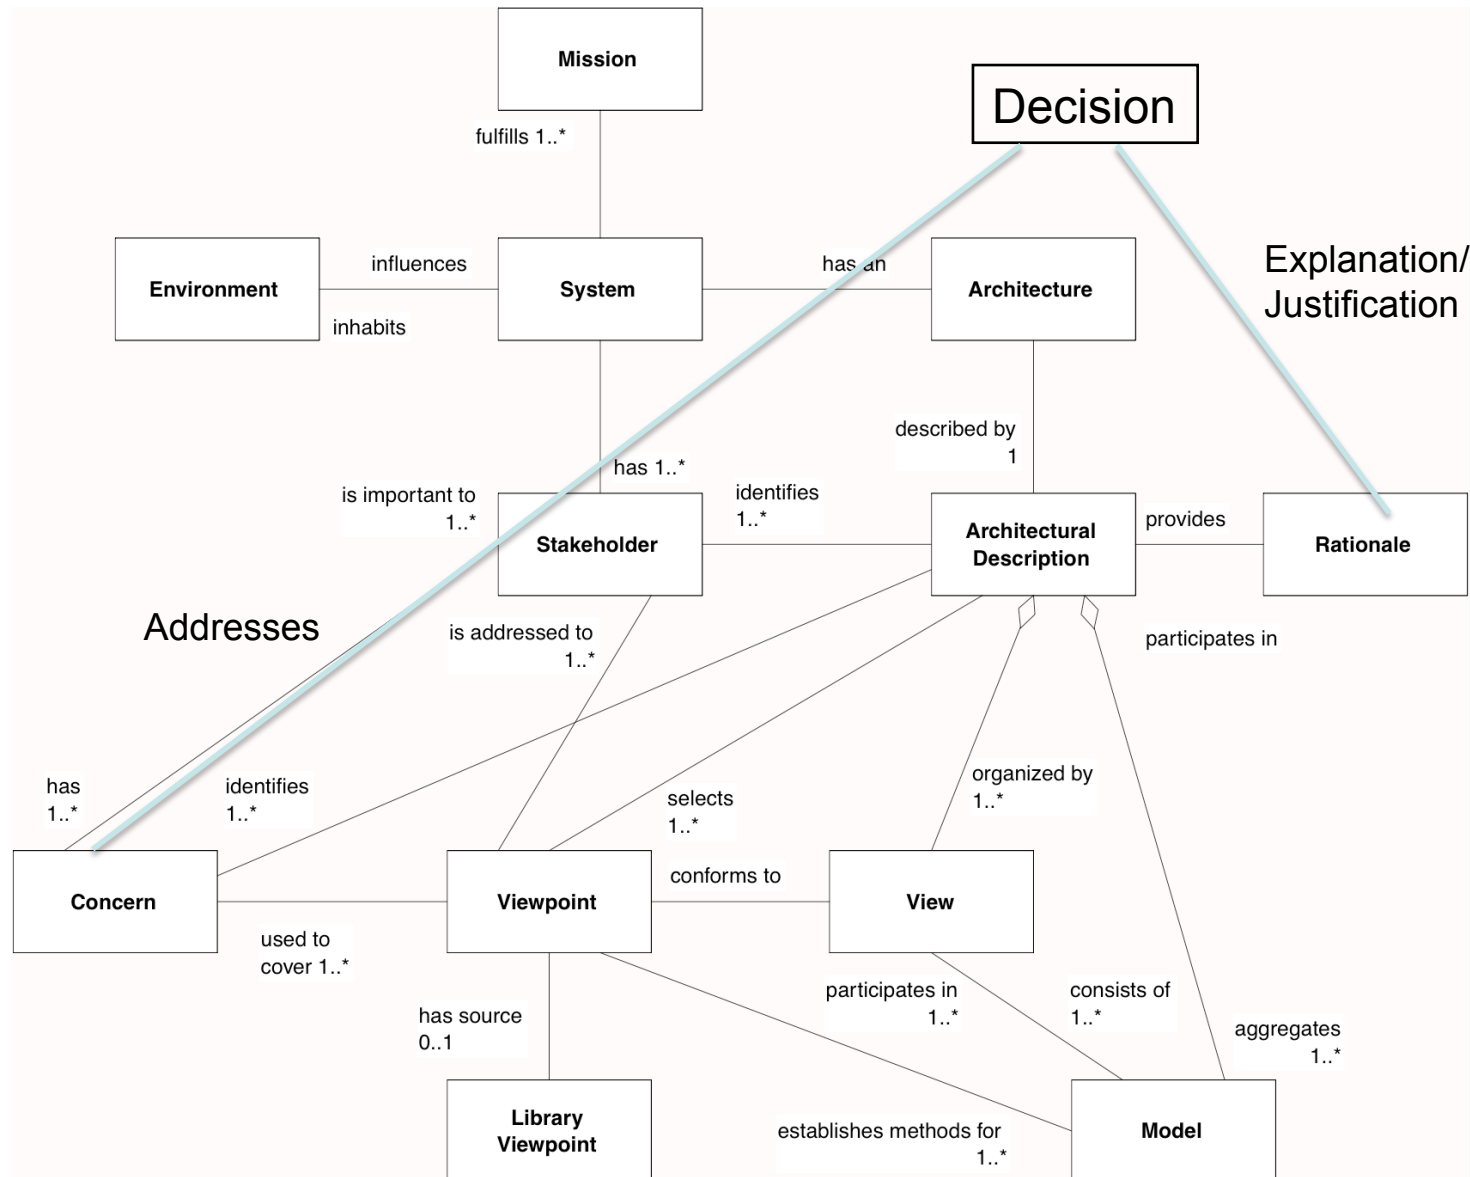 Mission
Decision
fulfills 1..*
Explanation/
Justification
influences
has an
Environment
System
Architecture
inhabits
described by
1
has 1..*
is important to
1..*
identifies
1..*
Stakeholder
Architectural
Description
provides
Rationale
Addresses
is addressed to
1..*
participates in
has
1..*
identifies
1..*
selects
1..*
organized by
1..*
conforms to
Concern
Viewpoint
View
used to
cover 1..*
has source
0..1
participates in
1..*
consists of
1..*
aggregates
1..*
Library
Viewpoint
establishes methods for
1..*
Model